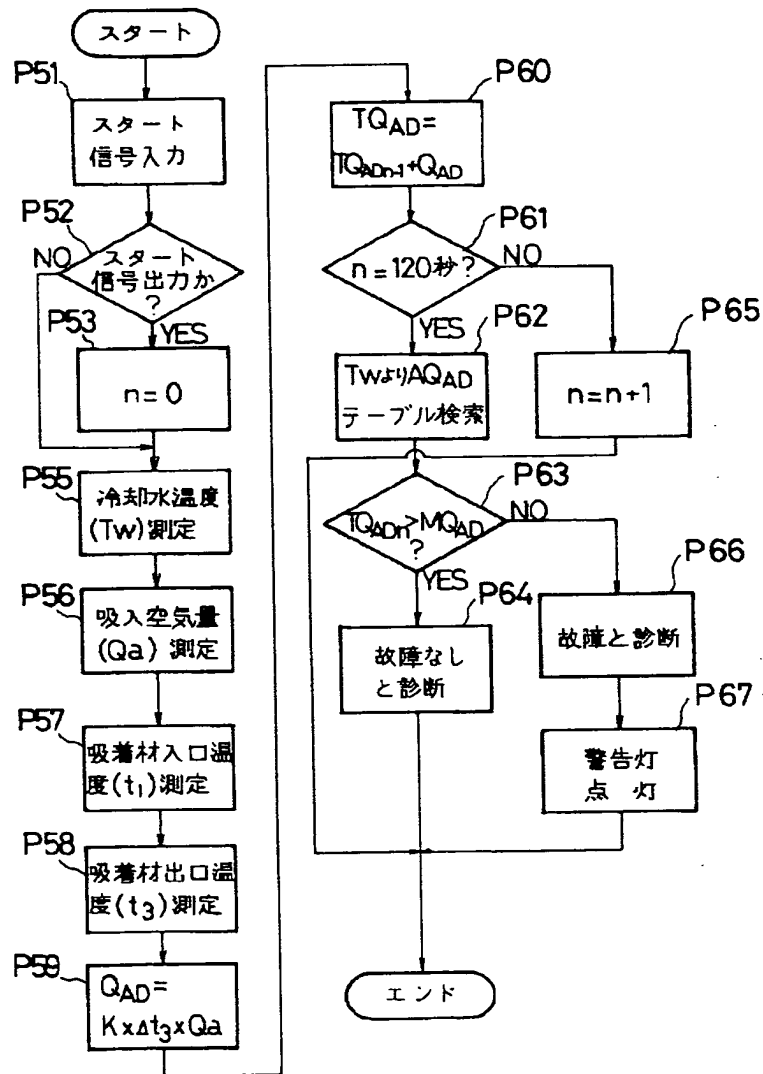 スタート
P51
スタート
信号入力
P52
スタート
信号出力か
?
NO
YES
P53
n=0
P55
冷却水温度
(Tw)測定
P56
吸入空気量
(Qa)測定
P57
吸着材入口温
度(t1)測定
P58
吸着材出口温
度(t3)測定
P59
QAD=
K×Δt3×Qa
P60
TQAD=
TQADn-1+QAD
P61
n=120秒?
NO
YES
P62
TwよりAQAD
テーブル検索
P65
n=n+1
P63
TQADn>MQAD
?
NO
YES
P64
故障なし
と診断
P66
故障と診断
P67
警告灯
点 灯
エンド